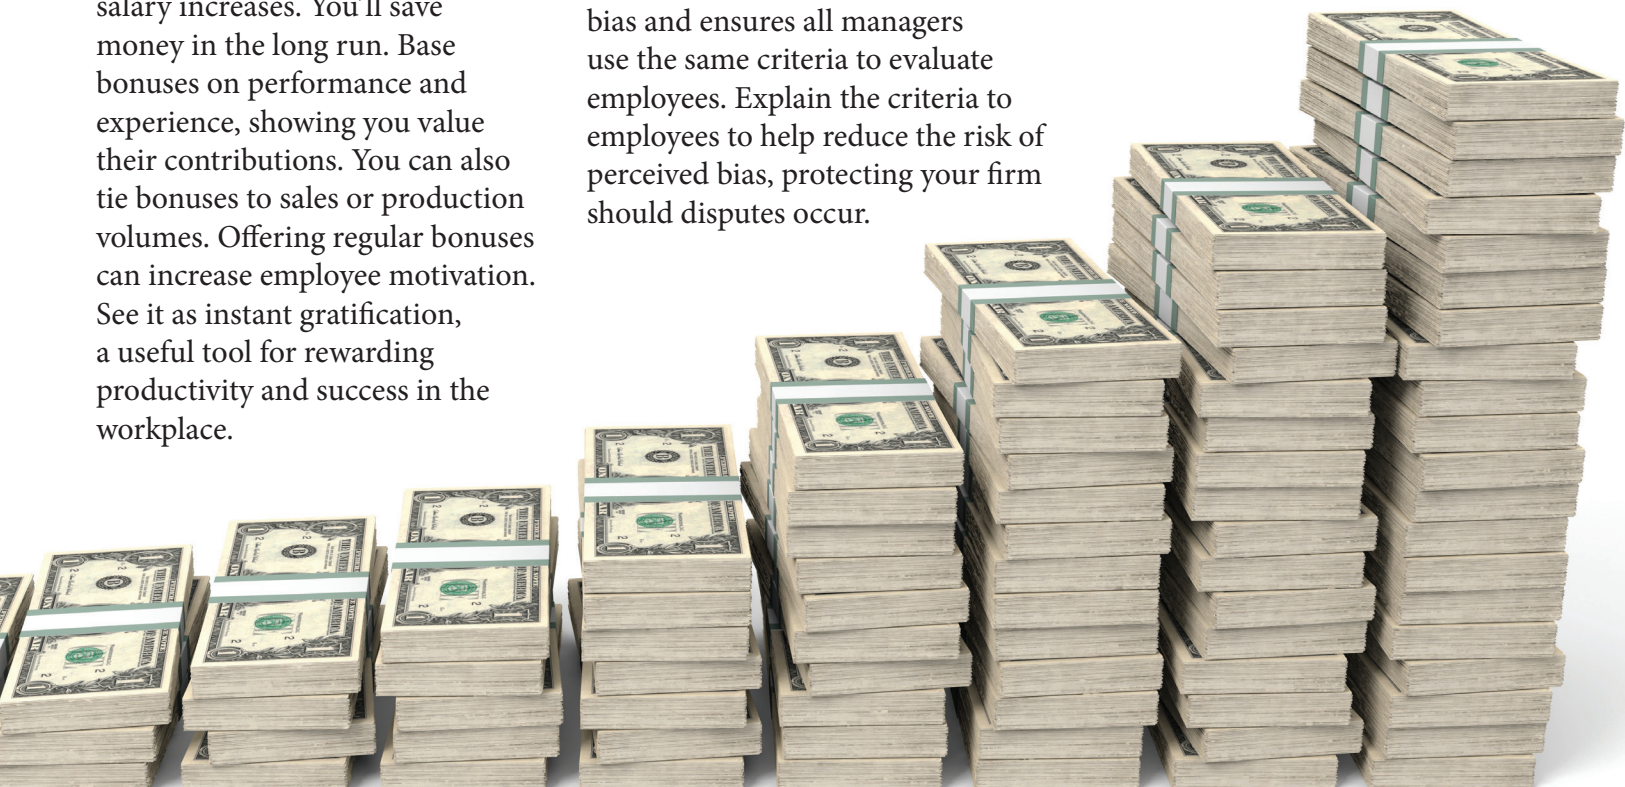 salary increases. You'll save
money in the long run. Base
bonuses on performance and
experience, showing you value
their contributions. You can also
tie bonuses to sales or production
volumes. Offering regular bonuses
can increase employee motivation.
See it as instant gratification,
a useful tool for rewarding
productivity and success in the
workplace.
bias and ensures all managers
use the same criteria to evaluate
employees. Explain the criteria to
employees to help reduce the risk of
perceived bias, protecting your firm
should disputes occur.